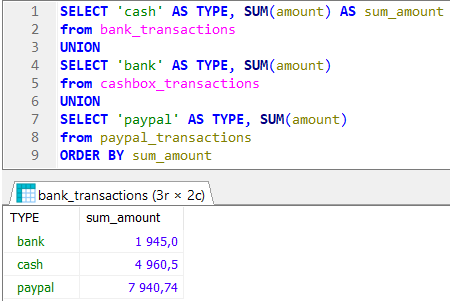 1 SELECT 'cash' AS TYPE, SUM(amount) AS sum_amount
2 from bank_transactions
3 UNION
4 SELECT 'bank' AS TYPE, SUM(amount)
5 from cashbox_transactions
6 UNION
7 SELECT 'paypal' AS TYPE, SUM(amount)
8 from paypal_transactions
9 ORDER BY sum_amount
bank_transactions (3r × 2c)
TYPE sum_amount
bank 1 945,0
cash 4 960,5
paypal 7 940,74